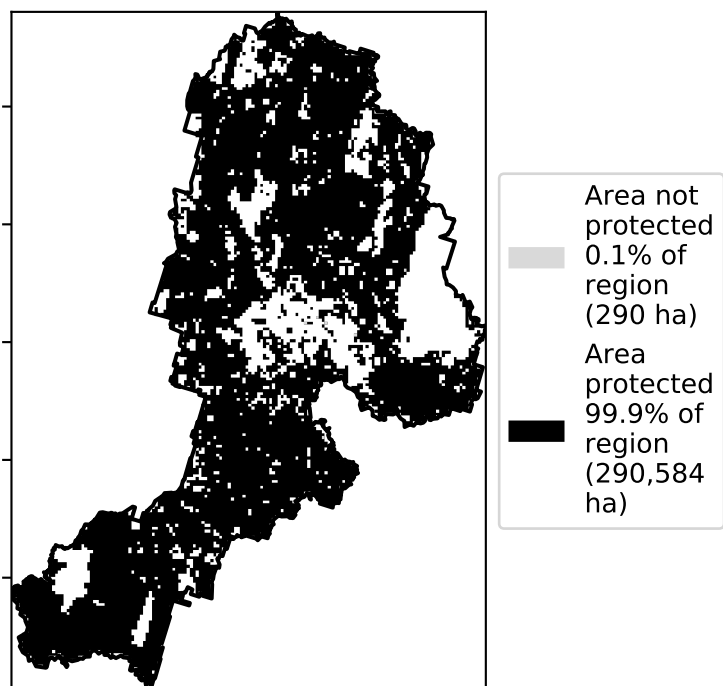 Area not
protected
0.1% of
region
(290 ha)
Area
protected
99.9% of
region
(290,584
ha)